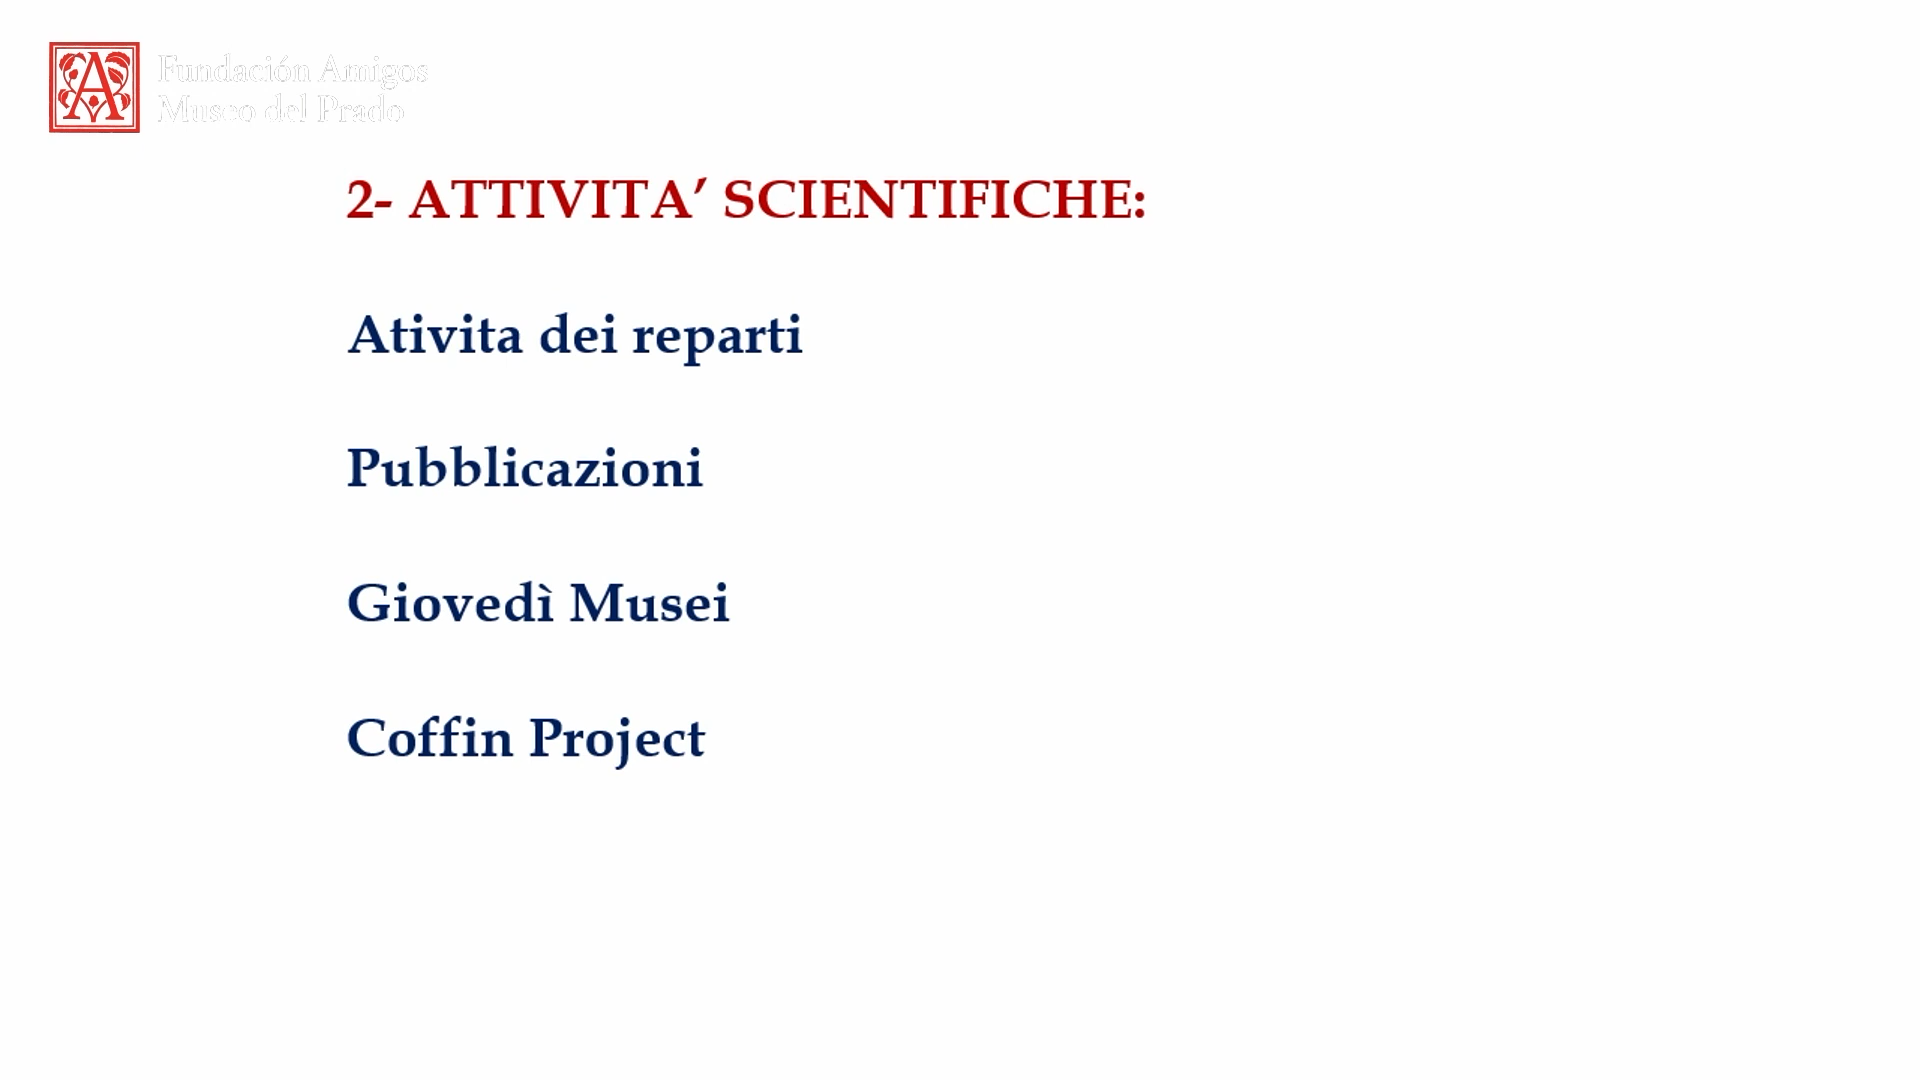 Fundación Amigos
Museo del Prado
2- ATTIVITA’ SCIENTIFICHE:
Ativita dei reparti
Pubblicazioni
Giovedì Musei
Coffin Project